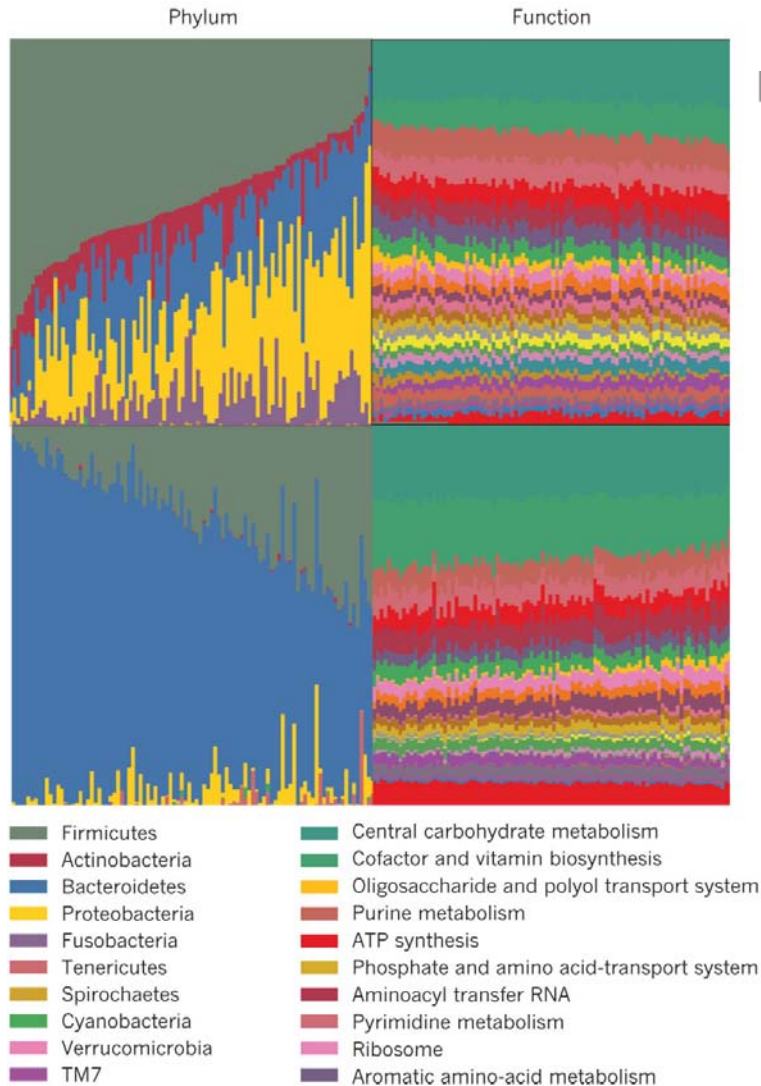 Phylum Function
Firmicutes
Actinobacteria
Bacteroidetes
Proteobacteria
Fusobacteria
Tenericutes
Spirochaetes
Cyanobacteria
Verrucomicrobia
TM7
Central carbohydrate metabolism
Cofactor and vitamin biosynthesis
Oligosaccharide and polyol transport system
Purine metabolism
ATP synthesis
Phosphate and amino acid-transport system
Aminoacyl transfer RNA
Pyrimidine metabolism
Ribosome
Aromatic amino-acid metabolism